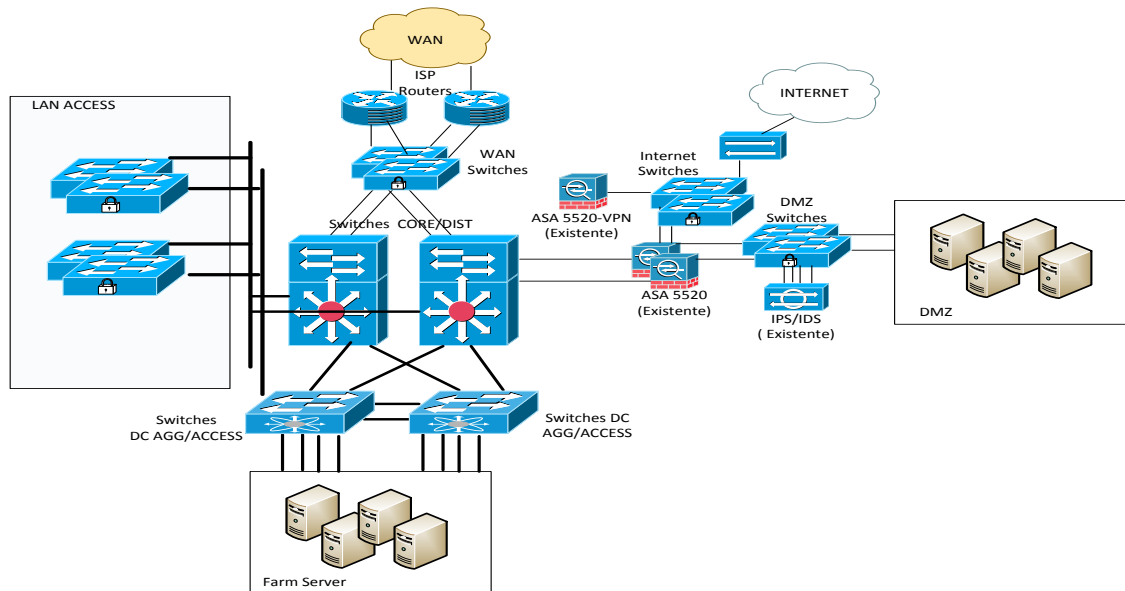 WAN
ISP
Routers
LAN ACCESS
INTERNET
WAN
Switches
Internet
Switches
ASA 5520-VPN
(Existente)
DMZ
Switches
Switches CORE/DIST
ASA 5520
(Existente)
IPS/IDS
( Existente)
DMZ
Switches
DC AGG/ACCESS
Switches DC
AGG/ACCESS
Farm Server